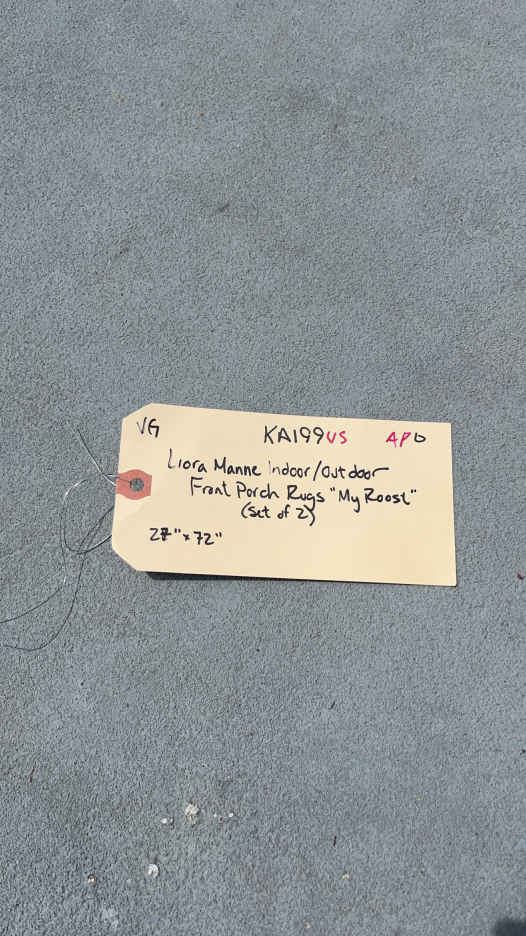 VG KA199US APD
Liora Manne Indoor/Outdoor
Front Porch Rugs "My Roost"
(Set of 2)
27"x72"